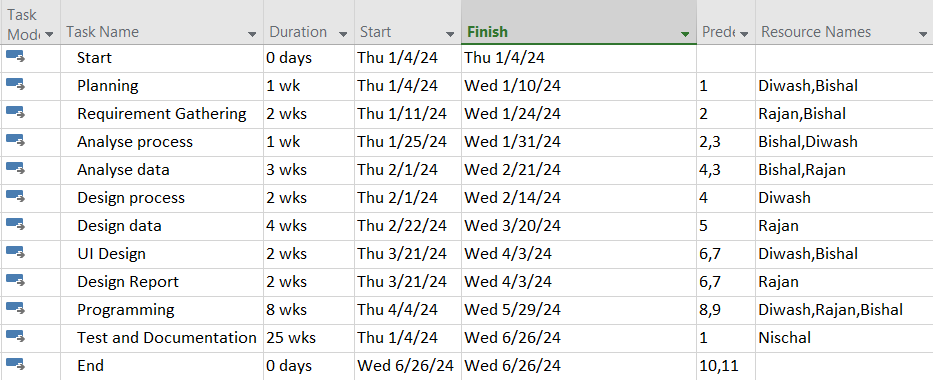 Task Mode Task Name Duration Start Finish Prede Resource Names
Start 0 days Thu 1/4/24 Thu 1/4/24
Planning 1 wk Thu 1/4/24 Wed 1/10/24 1 Diwash,Bishal
Requirement Gathering 2 wks Thu 1/11/24 Wed 1/24/24 2 Rajan,Bishal
Analyse process 1 wk Thu 1/25/24 Wed 1/31/24 2,3 Bishal,Diwash
Analyse data 3 wks Thu 2/1/24 Wed 2/21/24 4,3 Bishal,Rajan
Design process 2 wks Thu 2/1/24 Wed 2/14/24 4 Diwash
Design data 4 wks Thu 2/22/24 Wed 3/20/24 5 Rajan
UI Design 2 wks Thu 3/21/24 Wed 4/3/24 6,7 Diwash,Bishal
Design Report 2 wks Thu 3/21/24 Wed 4/3/24 6,7 Rajan
Programming 8 wks Thu 4/4/24 Wed 5/29/24 8,9 Diwash,Rajan,Bishal
Test and Documentation 25 wks Thu 1/4/24 Wed 6/26/24 1 Nischal
End 0 days Wed 6/26/24 Wed 6/26/24 10,11